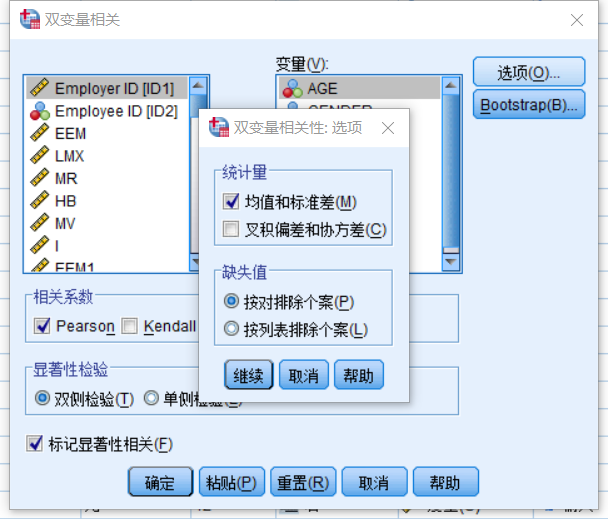 双变量相关
变量(V):
Employer ID [ID1]
Employee ID [ID2]
EEM
LMX
MR
HB
MV
I
EEM1
AGE
GENDER
选项(O)...
Bootstrap(B)...
双变量相关性: 选项
统计量
均值和标准差(M)
叉积偏差和协方差(C)
缺失值
按对排除个案(P)
按列表排除个案(L)
继续 取消 帮助
相关系数
Pearson Kendall
显著性检验
双侧检验(T) 单侧检验
标记显著性相关(F)
确定 粘贴(P) 重置(R) 取消 帮助